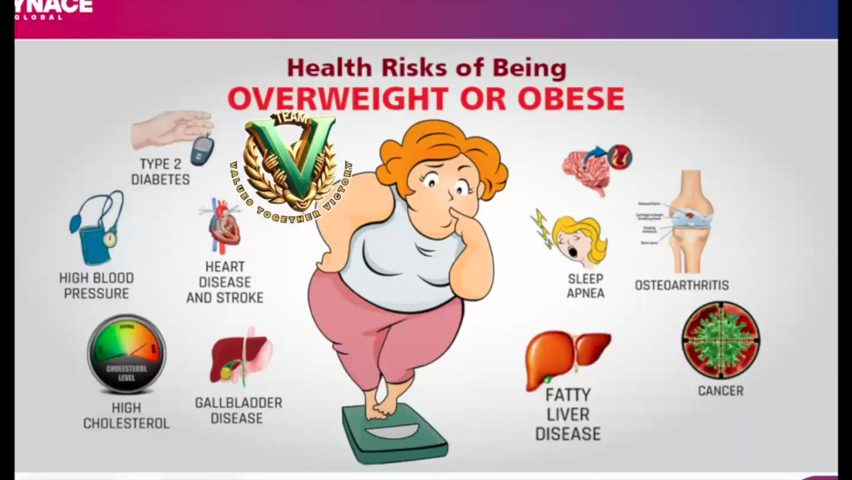 YNACE
GLOBAL
Health Risks of Being
OVERWEIGHT OR OBESE
TEAM
V
VALUES TOGETHER VICTORY
TYPE 2
DIABETES
HIGH BLOOD
PRESSURE
HEART
DISEASE
AND STROKE
CHOLESTEROL
LEVEL
HIGH
CHOLESTEROL
GALLBLADDER
DISEASE
SLEEP
APNEA
OSTEOARTHRITIS
FATTY
LIVER
DISEASE
CANCER